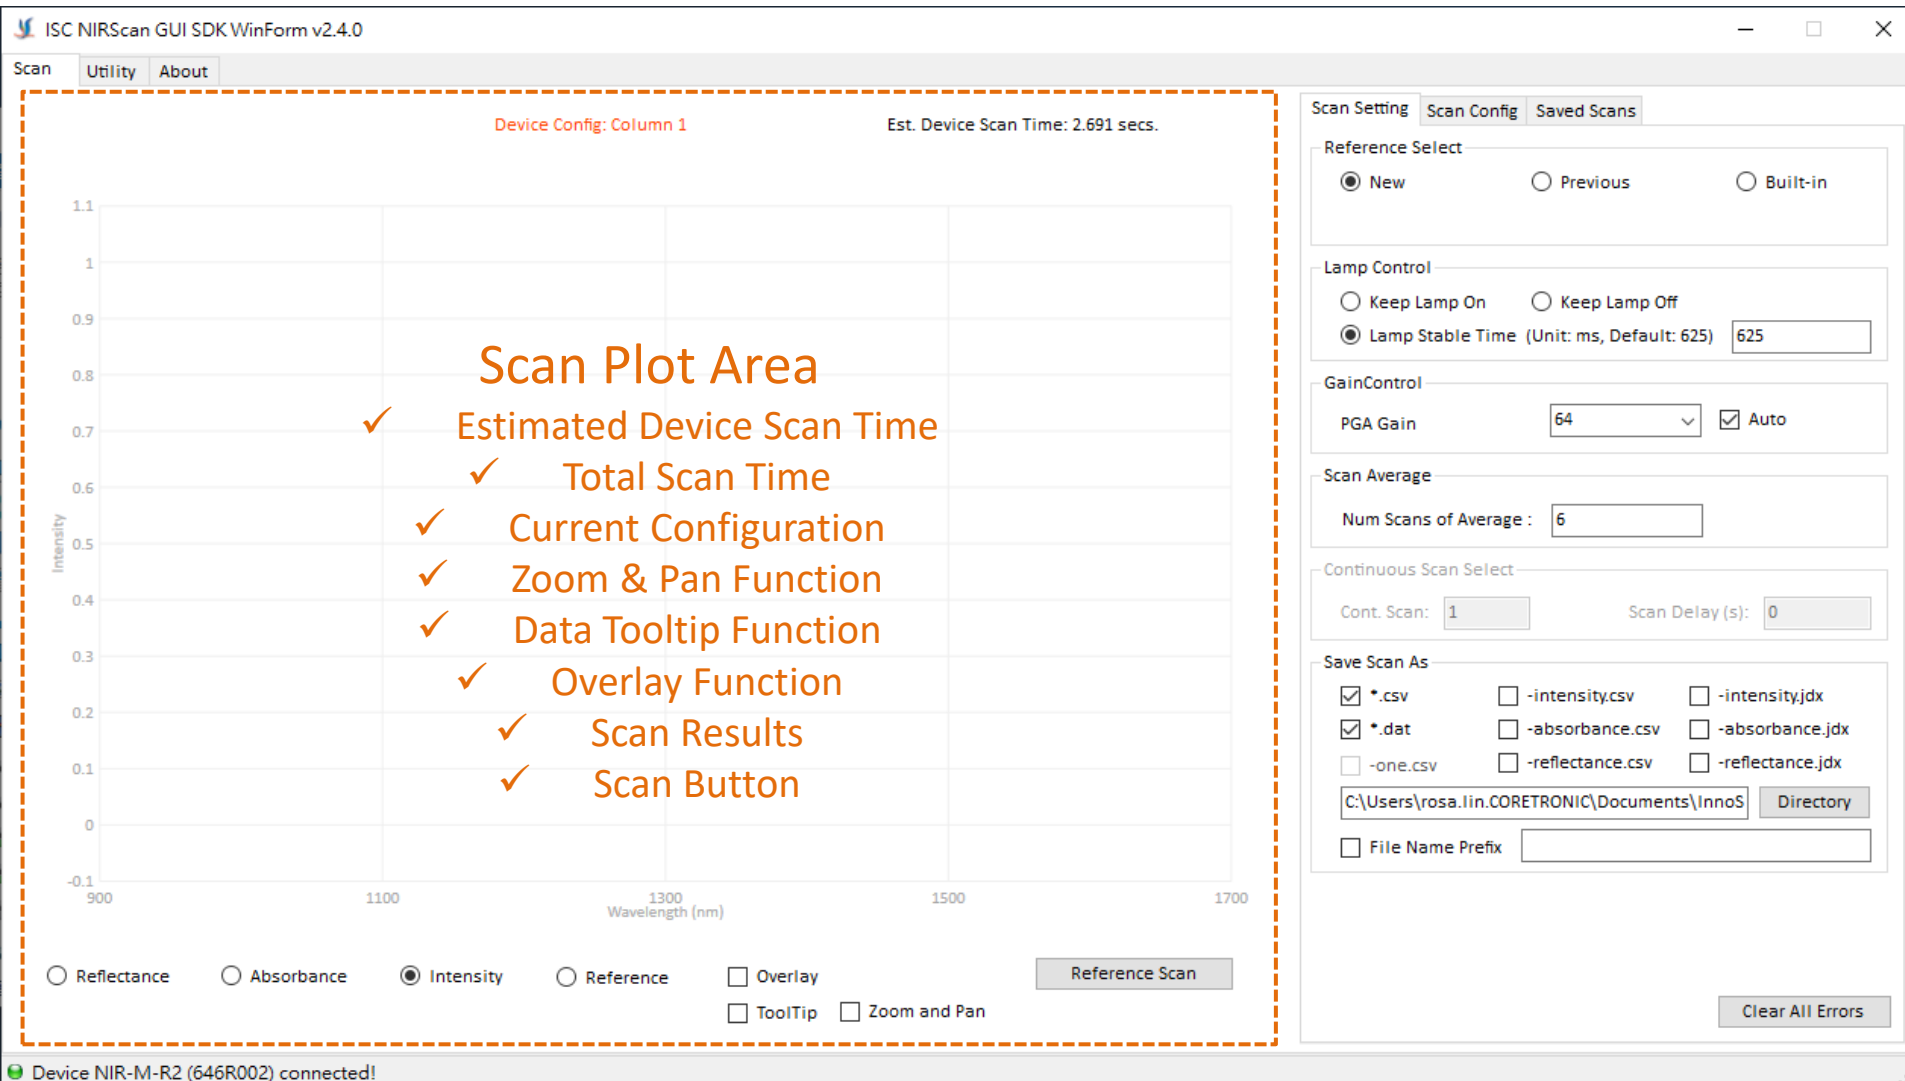 ISC NIRScan GUI SDK WinForm v2.4.0
Scan Utility About
Device Config: Column 1 Est. Device Scan Time: 2.691 secs.
1.1
1
0.9
0.8
0.7
0.6
0.5
0.4
0.3
0.2
0.1
0
-0.1
Intensity
900 1100 1300 1500 1700
Wavelength (nm)
Scan Plot Area
✓ Estimated Device Scan Time
✓ Total Scan Time
✓ Current Configuration
✓ Zoom & Pan Function
✓ Data Tooltip Function
✓ Overlay Function
✓ Scan Results
✓ Scan Button
Reflectance Absorbance Intensity Reference Overlay Reference Scan
ToolTip Zoom and Pan
Scan Setting Scan Config Saved Scans
Reference Select
New Previous Built-in
Lamp Control
Keep Lamp On Keep Lamp Off
Lamp Stable Time (Unit: ms, Default: 625) 625
GainControl
PGA Gain 64 Auto
Scan Average
Num Scans of Average : 6
Continuous Scan Select
Cont. Scan: 1 Scan Delay (s): 0
Save Scan As
*.csv -intensity.csv -intensity.jdx
*.dat -absorbance.csv -absorbance.jdx
-one.csv -reflectance.csv -reflectance.jdx
C:\Users\rosa.lin.CORETRONIC\Documents\InnoS Directory
File Name Prefix
Clear All Errors
Device NIR-M-R2 (646R002) connected!